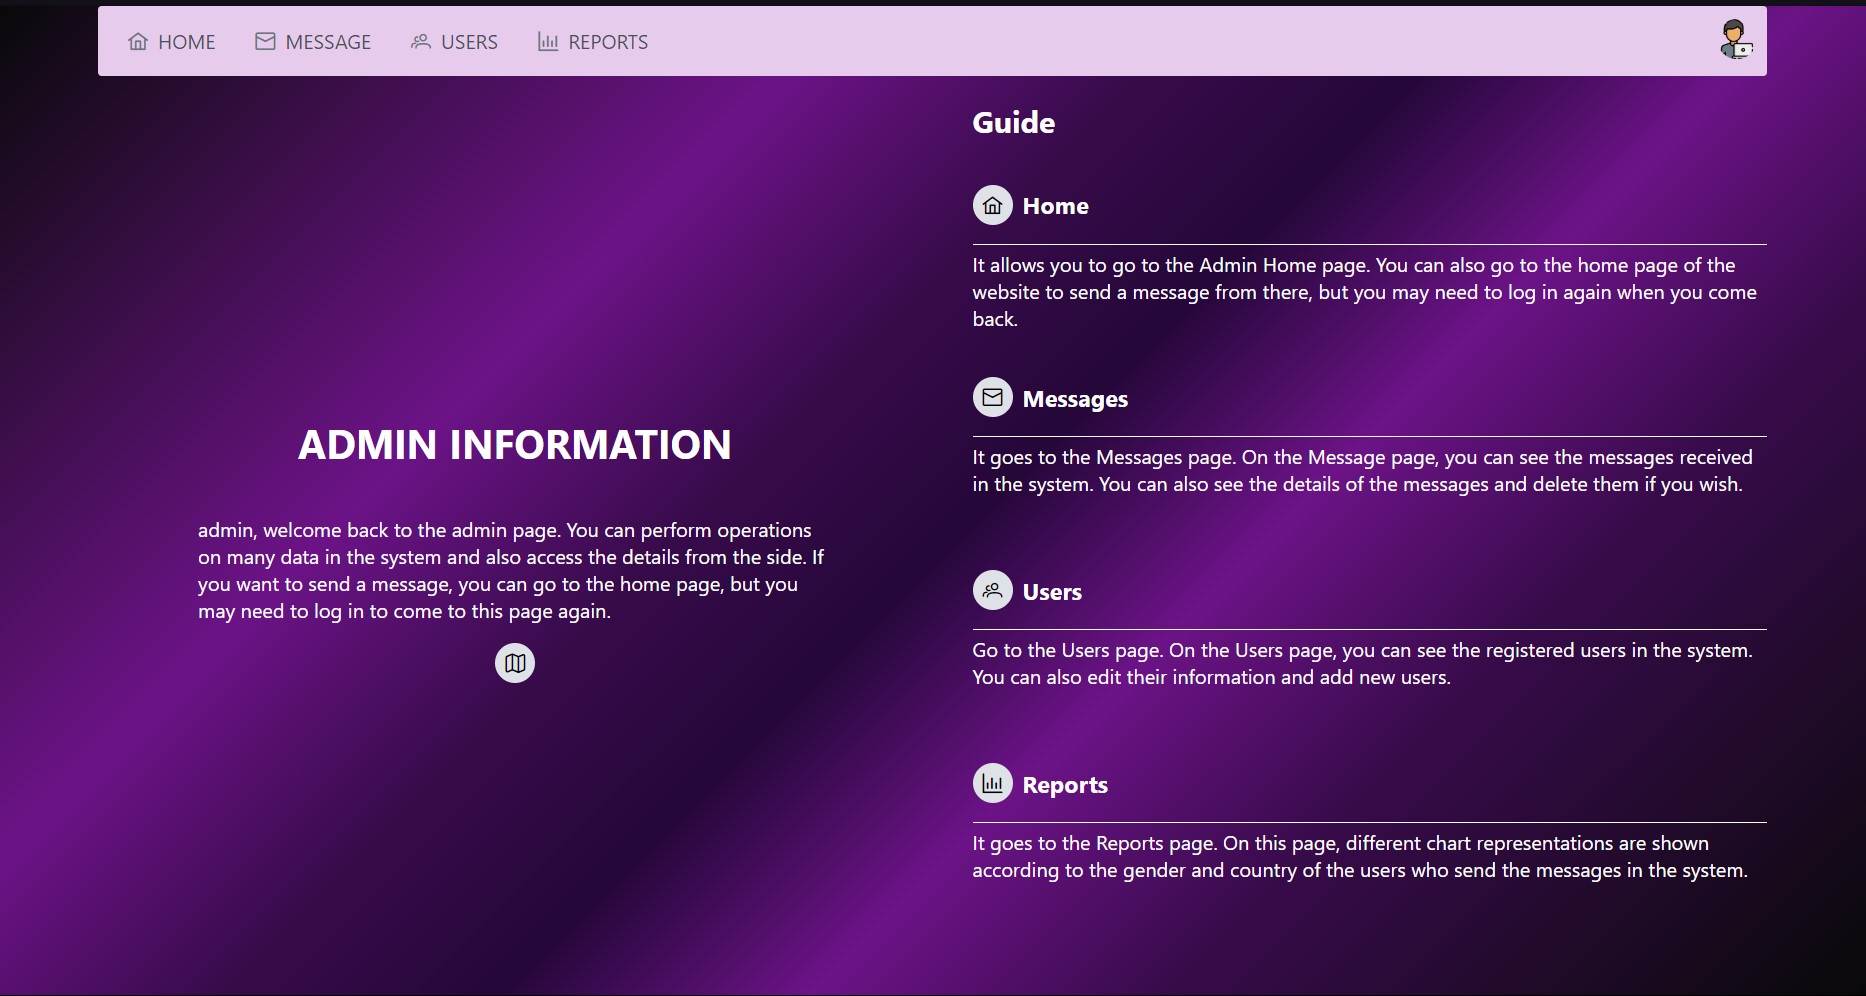 HOME
MESSAGE
USERS
REPORTS
ADMIN INFORMATION
admin, welcome back to the admin page. You can perform operations
on many data in the system and also access the details from the side. If
you want to send a message, you can go to the home page, but you
may need to log in to come to this page again.
Guide
Home
It allows you to go to the Admin Home page. You can also go to the home page of the
website to send a message from there, but you may need to log in again when you come
back.
Messages
It goes to the Messages page. On the Message page, you can see the messages received
in the system. You can also see the details of the messages and delete them if you wish.
Users
Go to the Users page. On the Users page, you can see the registered users in the system.
You can also edit their information and add new users.
Reports
It goes to the Reports page. On this page, different chart representations are shown
according to the gender and country of the users who send the messages in the system.